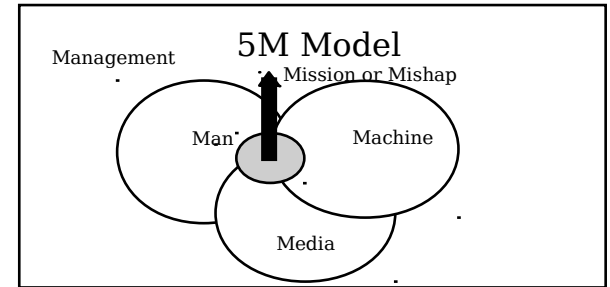 5M Model
Management
Mission or Mishap
Man
Machine
Media